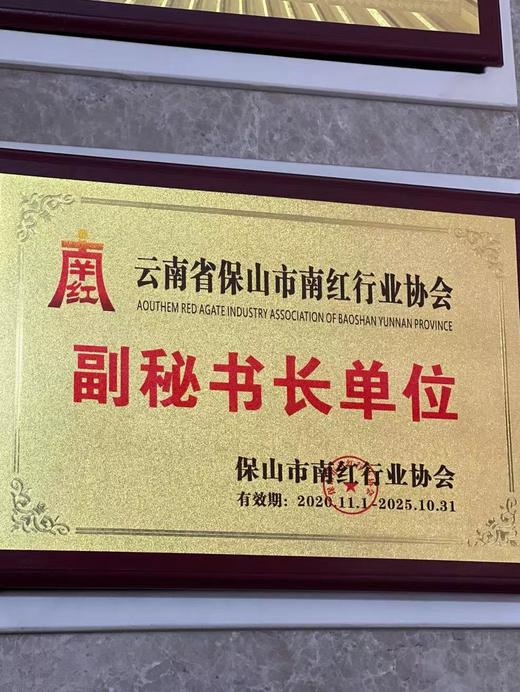 南红
云南省保山市南红行业协会
AOUTHEM RED AGATE INDUSTRY ASSOCIATION OF BAOSHAN YUNNAN PROVINCE
副秘书长单位
保山市南红行业协会
有效期：2020.11.1-2025.10.31